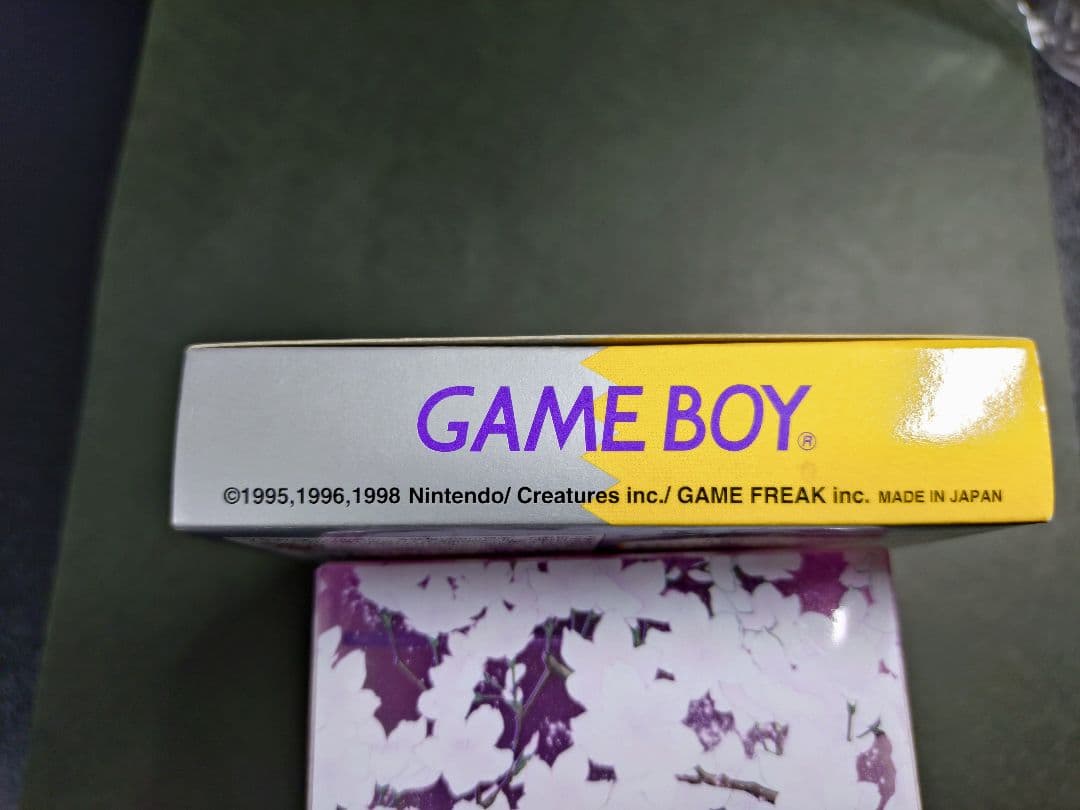 GAME BOY®
©1995,1996,1998 Nintendo/ Creatures inc./ GAME FREAK inc. MADE IN JAPAN